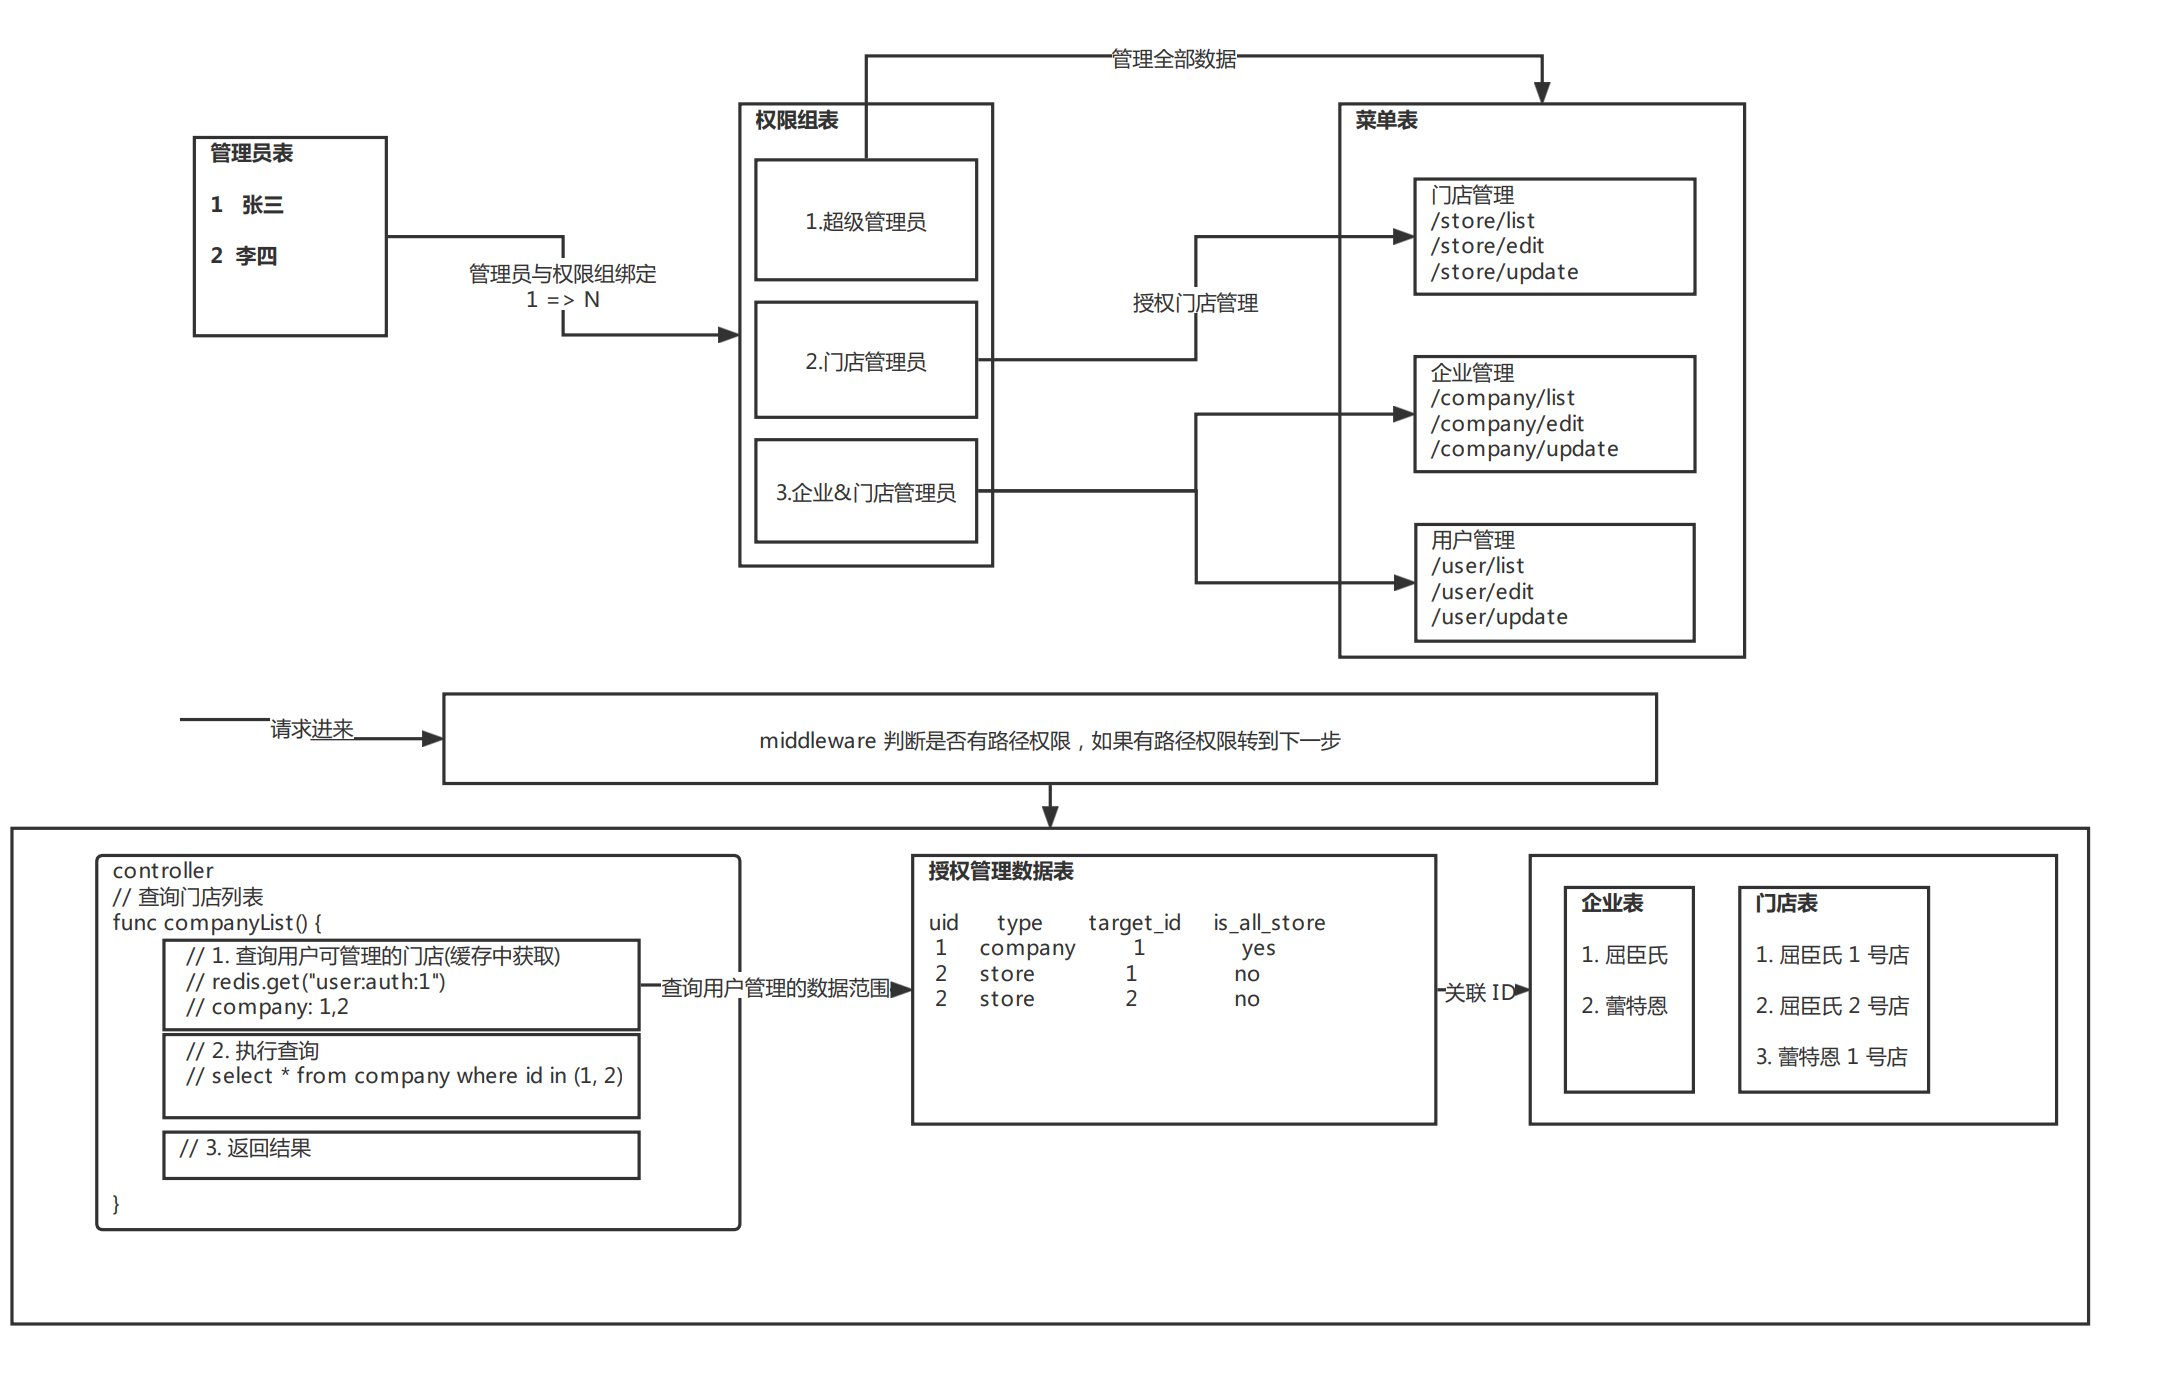 管理全部数据
管理员表
1 张三
2 李四
管理员与权限组绑定
1 => N
权限组表
1.超级管理员
2.门店管理员
3.企业&门店管理员
授权门店管理
菜单表
门店管理
/store/list
/store/edit
/store/update
企业管理
/company/list
/company/edit
/company/update
用户管理
/user/list
/user/edit
/user/update
请求进来
middleware 判断是否有路径权限，如果有路径权限转到下一步
controller
// 查询门店列表
func companyList() {
// 1. 查询用户可管理的门店(缓存中获取)
// redis.get("user:auth:1")
// company: 1,2
// 2. 执行查询
// select * from company where id in (1, 2)
// 3. 返回结果
}
查询用户管理的数据范围
授权管理数据表
uid type target_id is_all_store
1 company 1 yes
2 store 1 no
2 store 2 no
关联 ID
企业表
1. 屈臣氏
2. 蕾特恩
门店表
1. 屈臣氏 1 号店
2. 屈臣氏 2 号店
3. 蕾特恩 1 号店